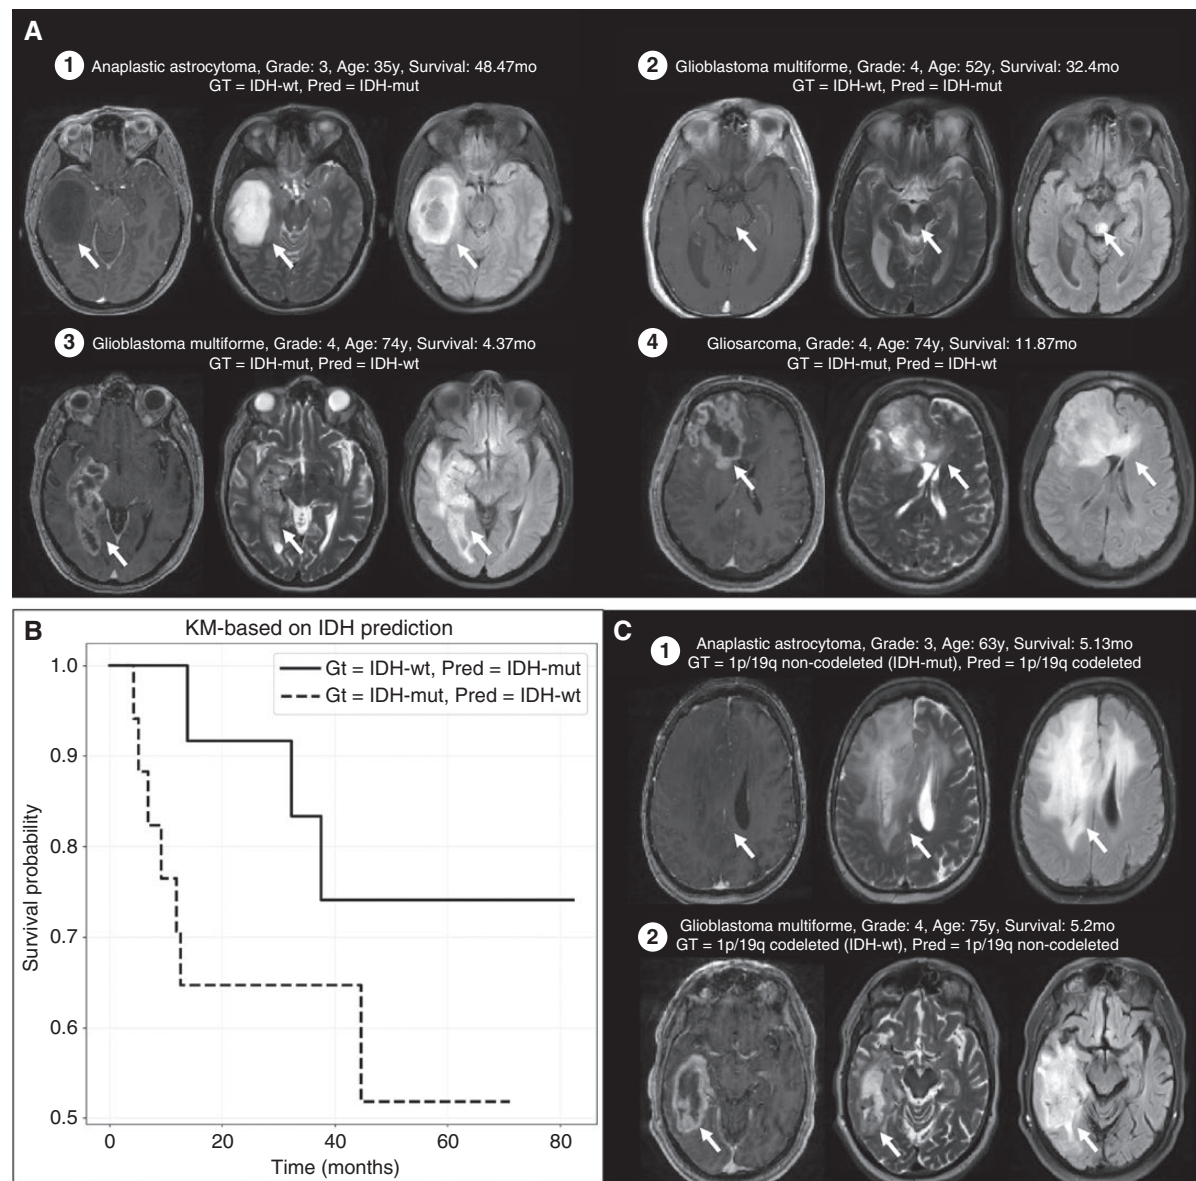 A
1 Anaplastic astrocytoma, Grade: 3, Age: 35y, Survival: 48.47mo
GT = IDH-wt, Pred = IDH-mut
2 Glioblastoma multiforme, Grade: 4, Age: 52y, Survival: 32.4mo
GT = IDH-wt, Pred = IDH-mut
3 Glioblastoma multiforme, Grade: 4, Age: 74y, Survival: 4.37mo
GT = IDH-mut, Pred = IDH-wt
4 Gliosarcoma, Grade: 4, Age: 74y, Survival: 11.87mo
GT = IDH-mut, Pred = IDH-wt
B
KM-based on IDH prediction
Gt = IDH-wt, Pred = IDH-mut
Gt = IDH-mut, Pred = IDH-wt
Survival probability
1.0
0.9
0.8
0.7
0.6
0.5
0 20 40 60 80
Time (months)
C
1 Anaplastic astrocytoma, Grade: 3, Age: 63y, Survival: 5.13mo
GT = 1p/19q non-codeleted (IDH-mut), Pred = 1p/19q codeleted
2 Glioblastoma multiforme, Grade: 4, Age: 75y, Survival: 5.2mo
GT = 1p/19q codeleted (IDH-wt), Pred = 1p/19q non-codeleted